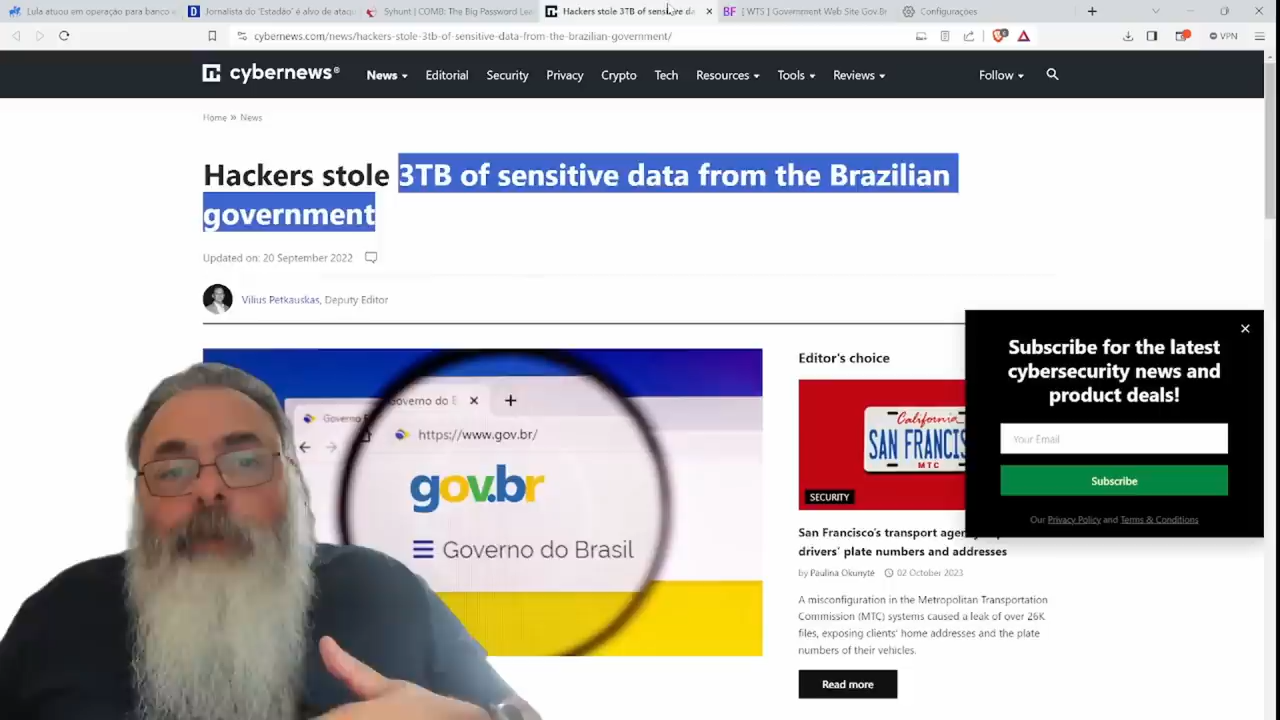 Lula atuou em operação para banco e
Jornalista do 'Estadão' é alvo de ataqu
Syhunt | COMB: The Big Password Lea
Hackers stole 3TB of sensitive da
BF [ WTS ] Government Web Site Gov.Br
Configurações
cybernews.com/news/hackers-stole-3tb-of-sensitive-data-from-the-brazilian-government/
VPN
cybernews®
News Editorial Security Privacy Crypto Tech Resources Tools Reviews Follow
Home » News
Hackers stole 3TB of sensitive data from the Brazilian
government
Updated on: 20 September 2022
Vilius Petkauskas, Deputy Editor
Governo do B
Governo
https://www.gov.br/
gov.br
Governo do Brasil
Editor's choice
California
SAN FRANCIS
MTC
SECURITY
San Francisco's transport agen
drivers' plate numbers and addresses
by Paulina Okunytė 02 October 2023
A misconfiguration in the Metropolitan Transportation
Commission (MTC) systems caused a leak of over 26K
files, exposing clients' home addresses and the plate
numbers of their vehicles.
Read more
Subscribe for the latest
cybersecurity news and
product deals!
Your Email
Subscribe
Our Privacy Policy and Terms & Conditions